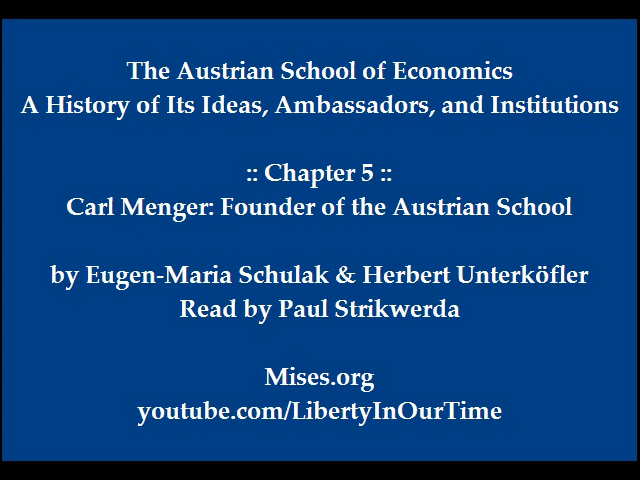 The Austrian School of Economics
A History of Its Ideas, Ambassadors, and Institutions
:: Chapter 5 ::
Carl Menger: Founder of the Austrian School
by Eugen-Maria Schulak & Herbert Unterköfler
Read by Paul Strikwerda
Mises.org
youtube.com/LibertyInOurTime